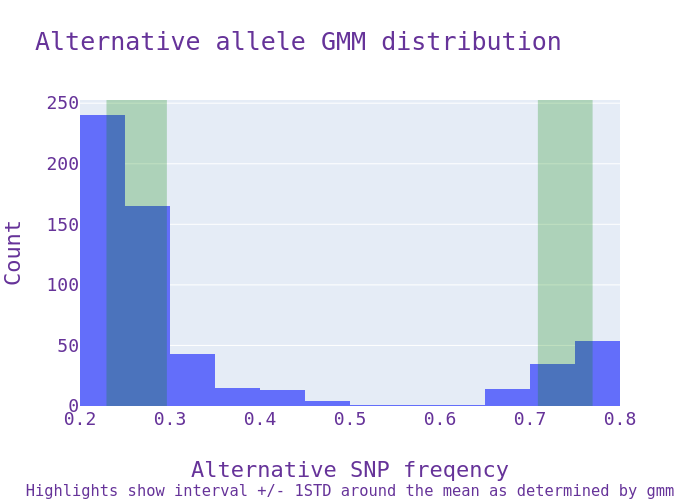 Alternative allele GMM distribution
250
200
150
100
50
0
Count
0.2 0.3 0.4 0.5 0.6 0.7 0.8
Alternative SNP freqency
Highlights show interval +/- 1STD around the mean as determined by gmm